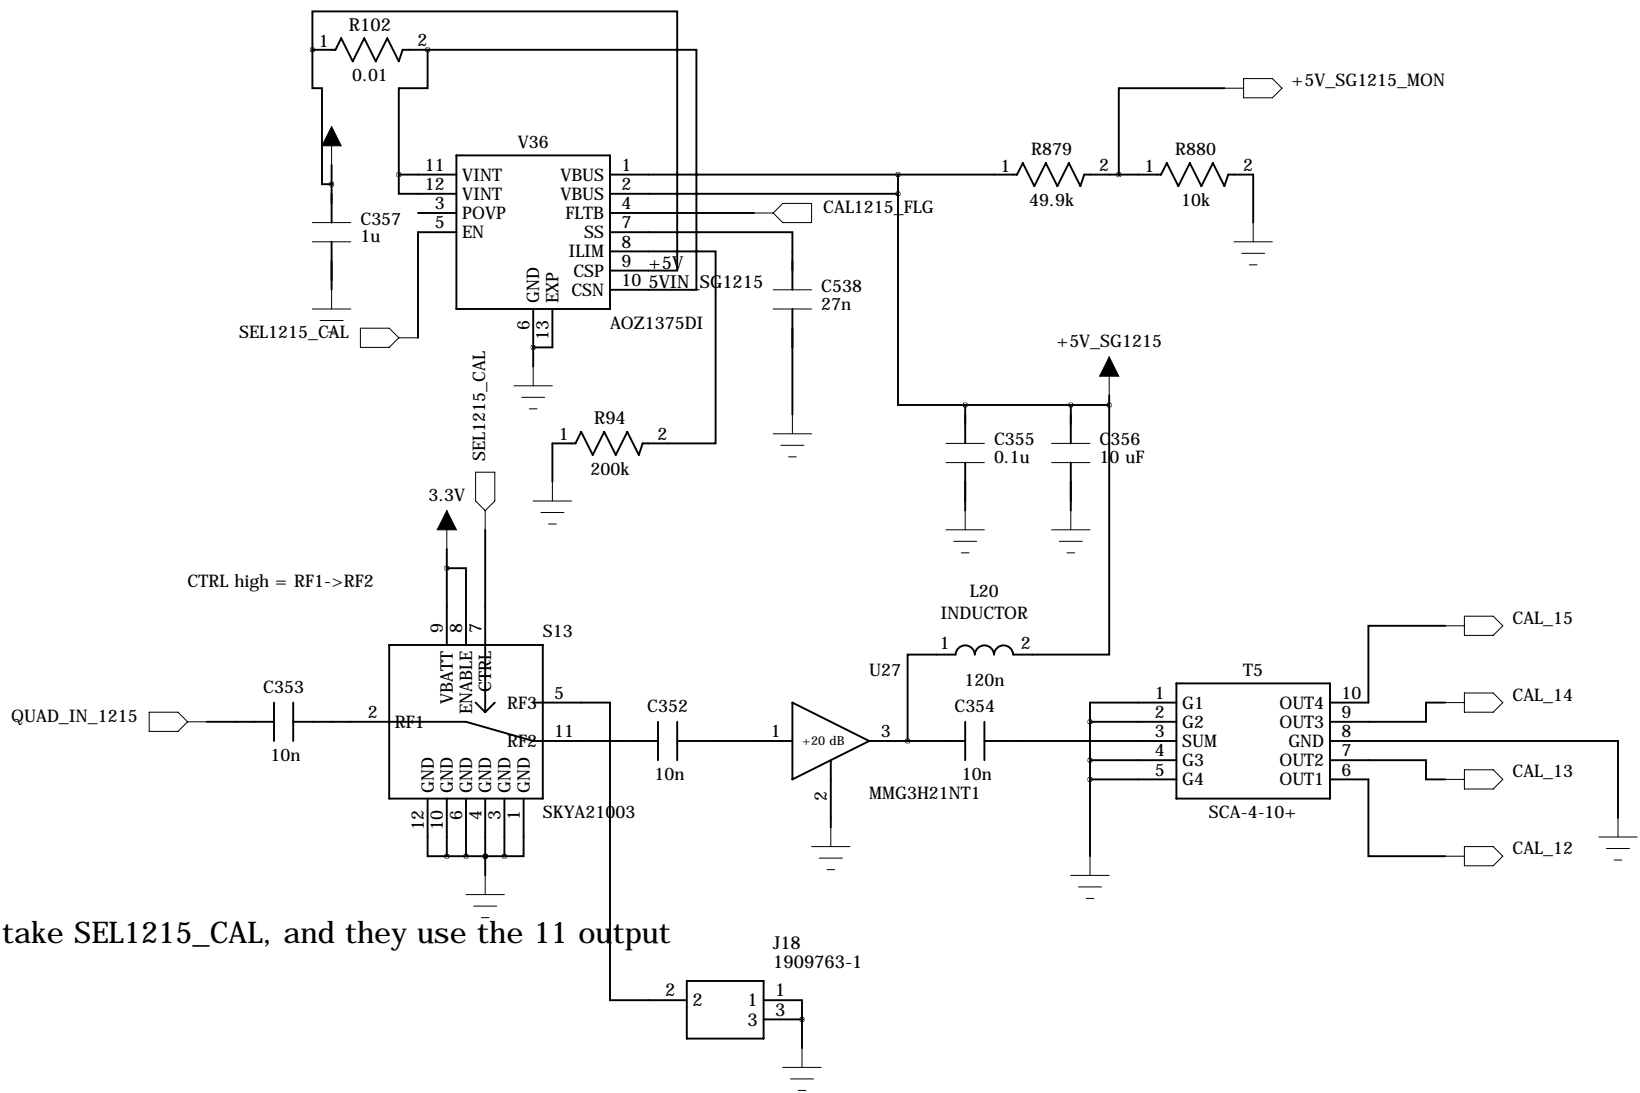 R102
1 2
0.01
+5V_SG1215_MON
V36
R879
R880
1 2
1 2
49.9k
10k
11 VINT VBUS 1
12 VINT VBUS 2
3 POVP FLTB 4
5 EN SS 7
ILIM 8
CSP 9 +5V
CSN 10 5VIN_SG1215
GND
EXP
6
13
CAL1215_FLG
C357
1u
C538
27n
AOZ1375DI
SEL1215_CAL
SEL1215_CAL
+5V_SG1215
R94
1 2
200k
C355
0.1u
C356
10 uF
3.3V
CTRL high = RF1->RF2
9 8 7
VBATT
ENABLE
CTRL
S13
L20
INDUCTOR
1 2
120n
U27
C353
10n
QUAD_IN_1215
2 RF1
RF3 5
RF2 11
C352
10n
1 +20 dB 3
2
C354
10n
MMG3H21NT1
GND GND GND GND GND GND
12 10 6 4 3 1
SKYA21003
T5
1 G1 OUT4 10
2 G2 OUT3 9
3 SUM GND 8
4 G3 OUT2 7
5 G4 OUT1 6
SCA-4-10+
CAL_15
CAL_14
CAL_13
CAL_12
take SEL1215_CAL, and they use the 11 output
J18
1909763-1
2 2 1 1
3 3